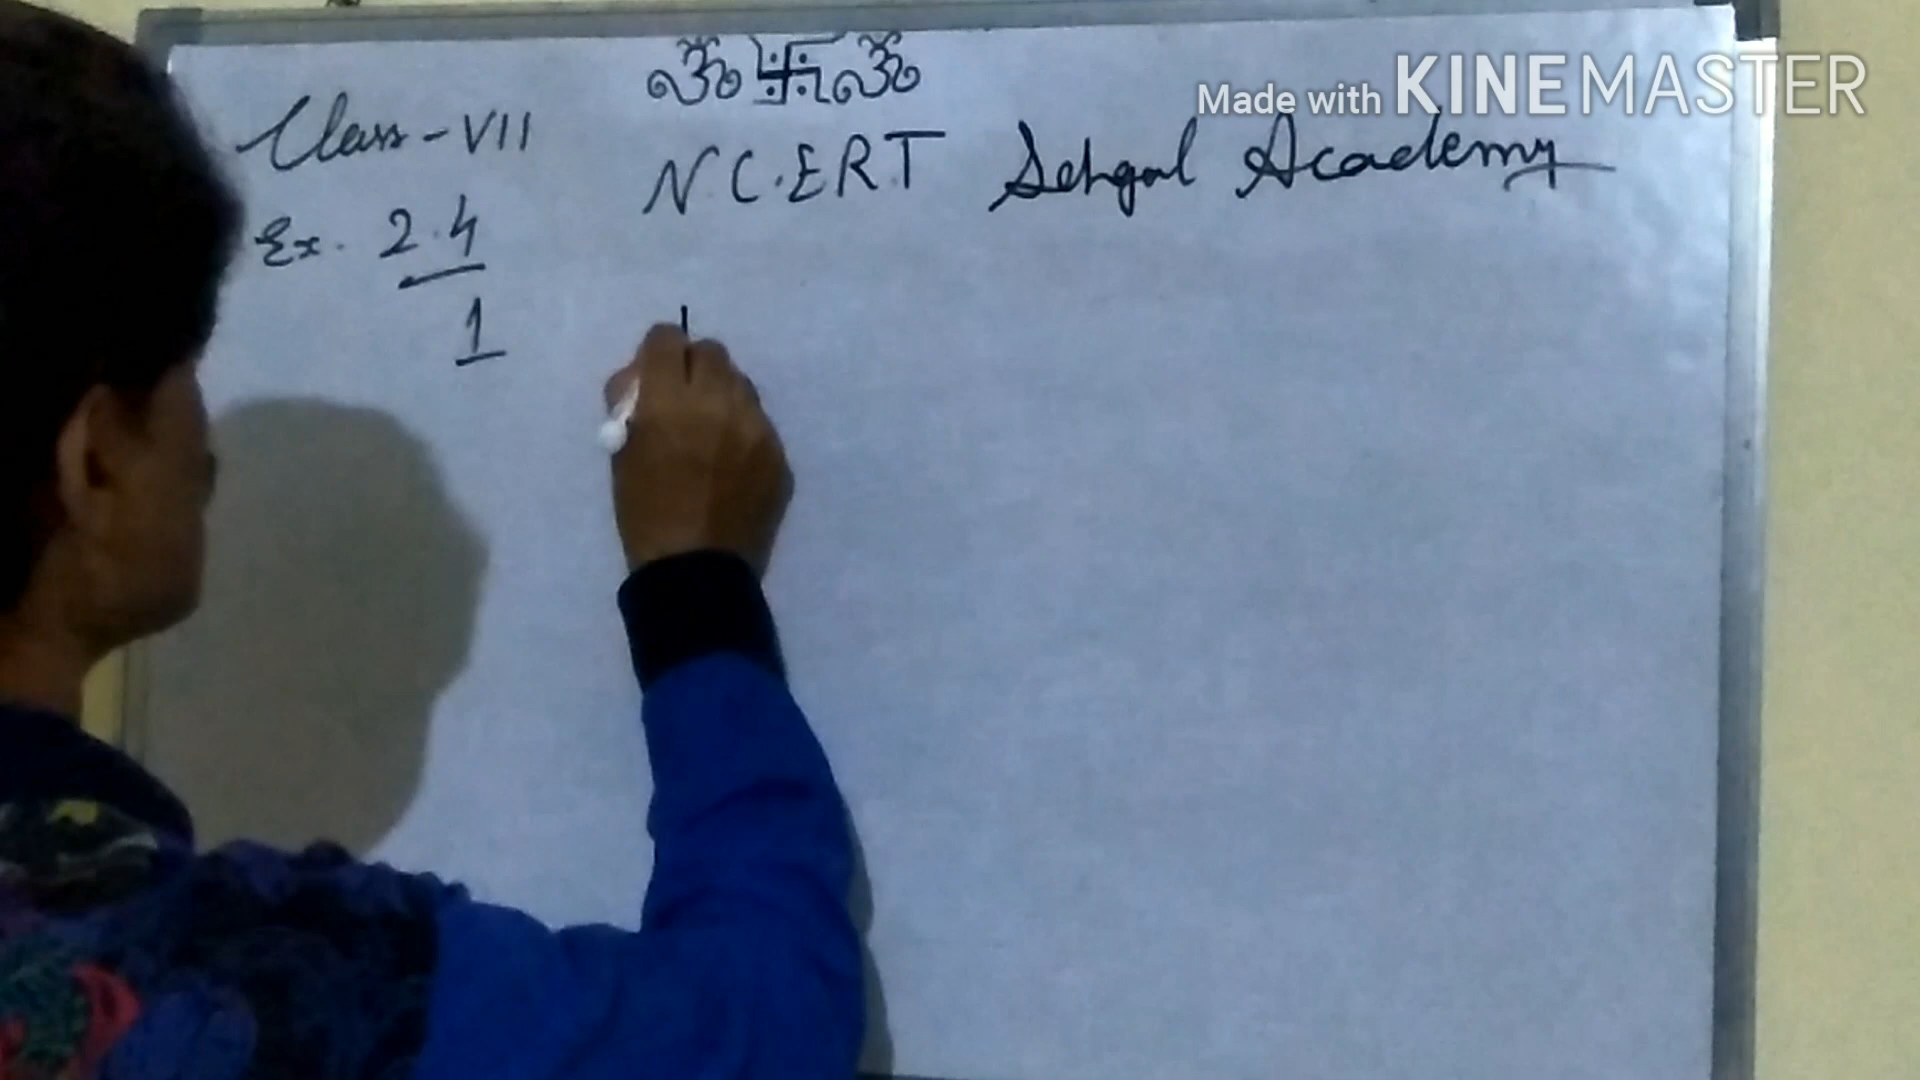 ॐ 卐 ॐ
Made with KINEMASTER
Class - VII
N.C.E.R.T Sehgal Academy
Ex. 2.4
1